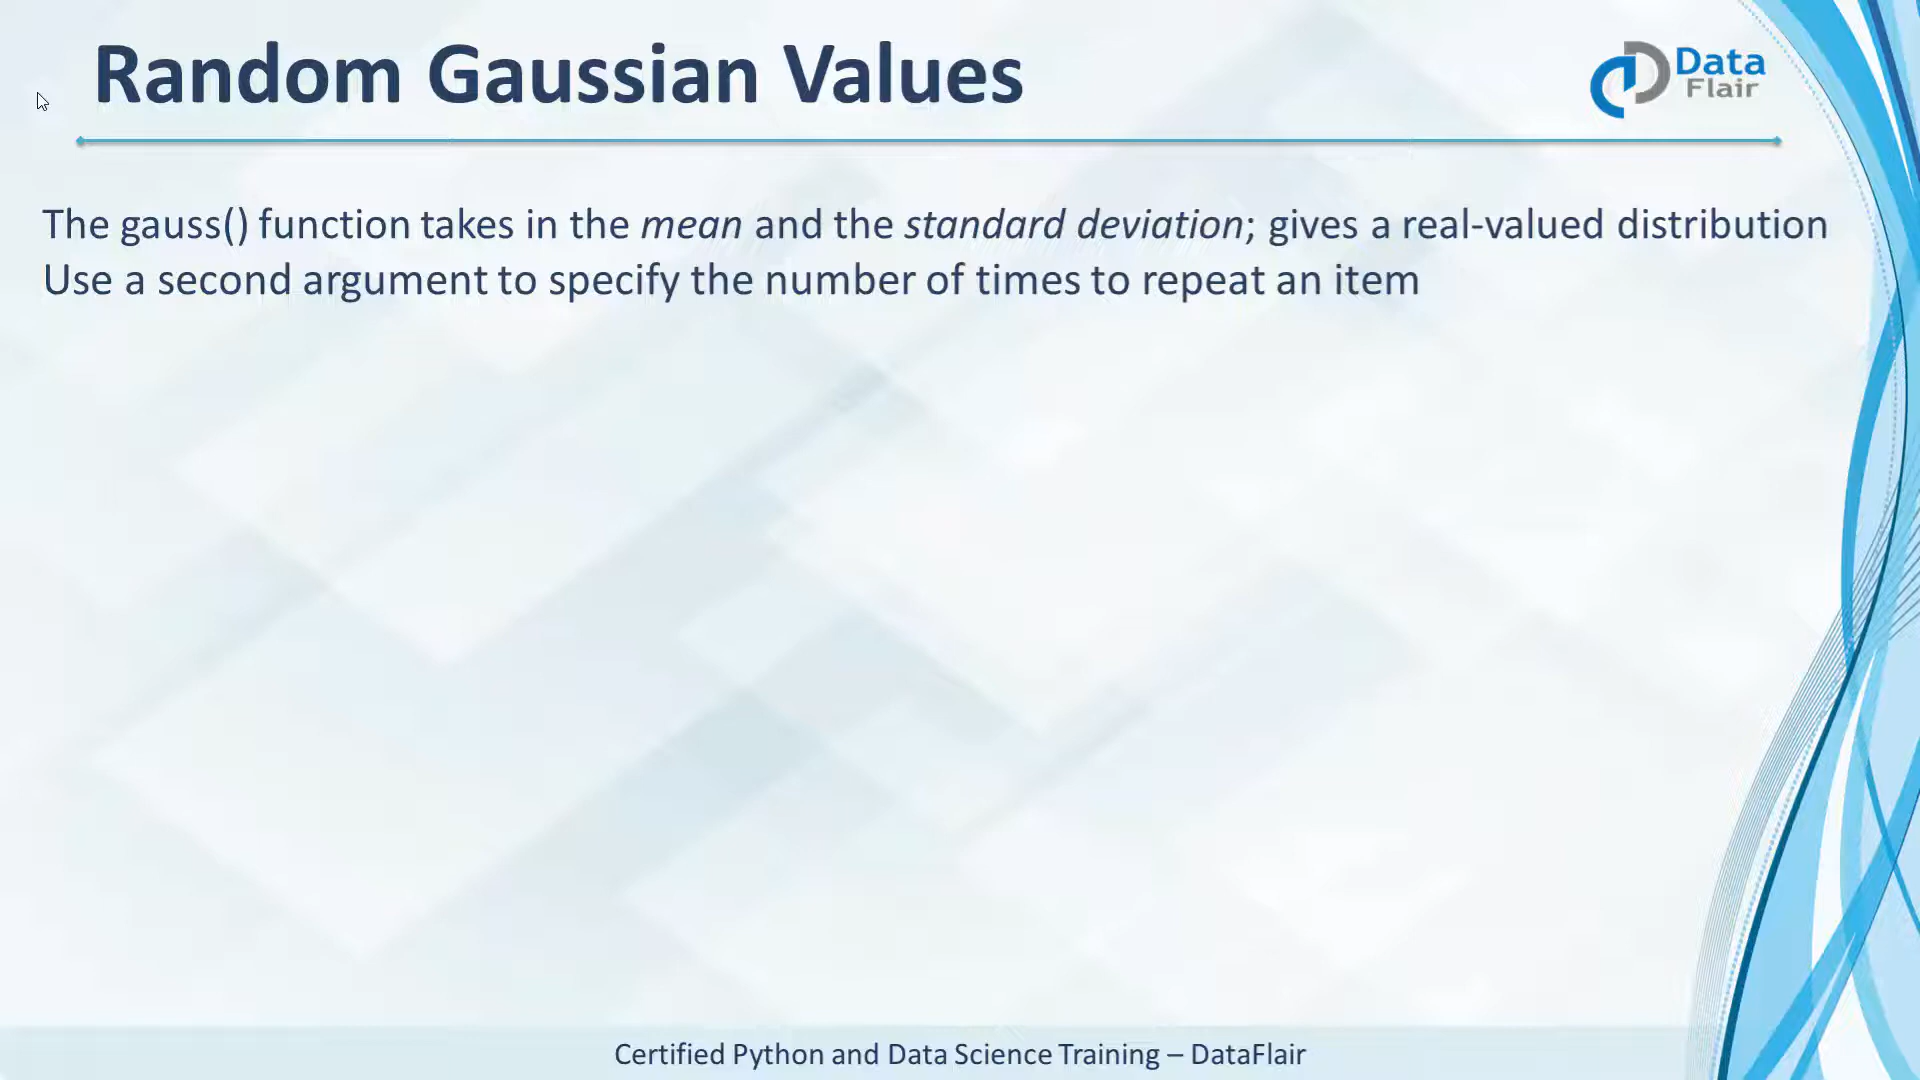 Random Gaussian Values
Data
Flair
The gauss() function takes in the mean and the standard deviation; gives a real-valued distribution
Use a second argument to specify the number of times to repeat an item
Certified Python and Data Science Training – DataFlair